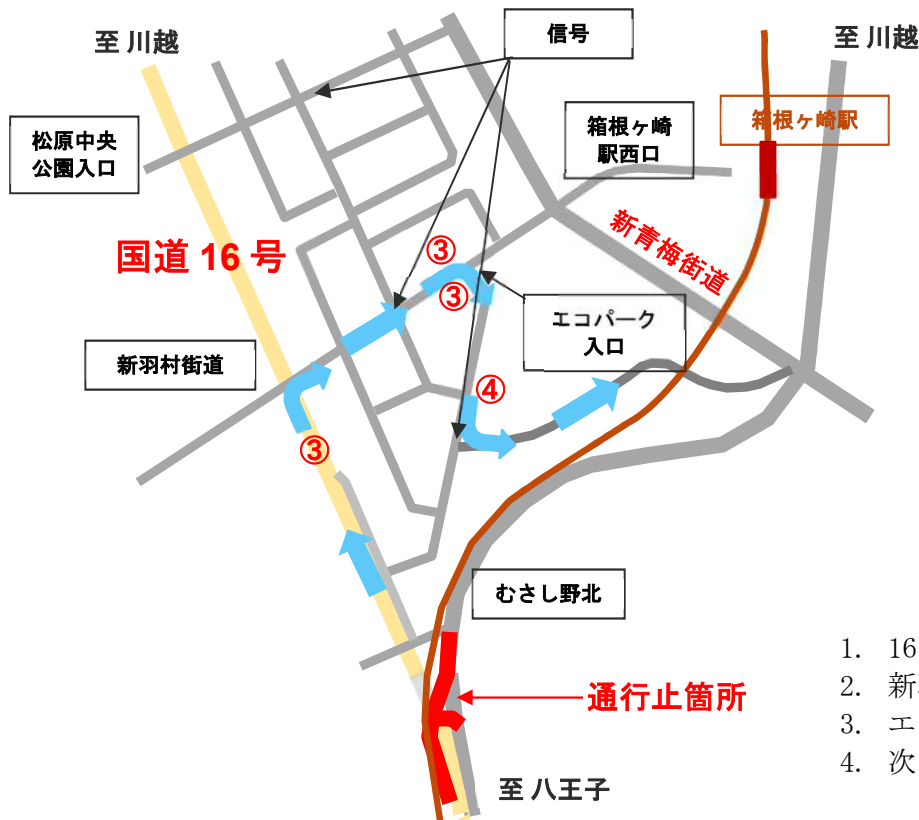 至 川越
信号
至 川越
松原中央
公園入口
箱根ヶ崎
駅西口
箱根ヶ崎駅
国道 16 号
新青梅街道
③
③
エコパーク
入口
新羽村街道
④
③
むさし野北
通行止箇所
至 八王子
1. 16
2. 新
3. エ
4. 次